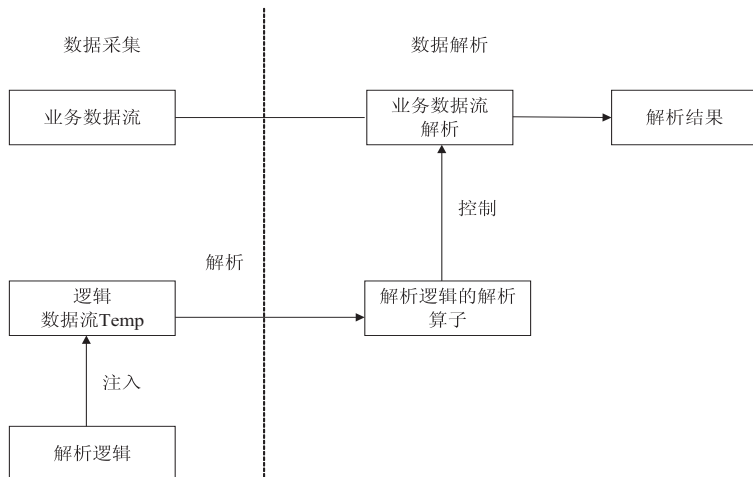 数据采集
数据解析
业务数据流
业务数据流
解析
解析结果
控制
解析
逻辑
数据流Temp
解析逻辑的解析
算子
注入
解析逻辑